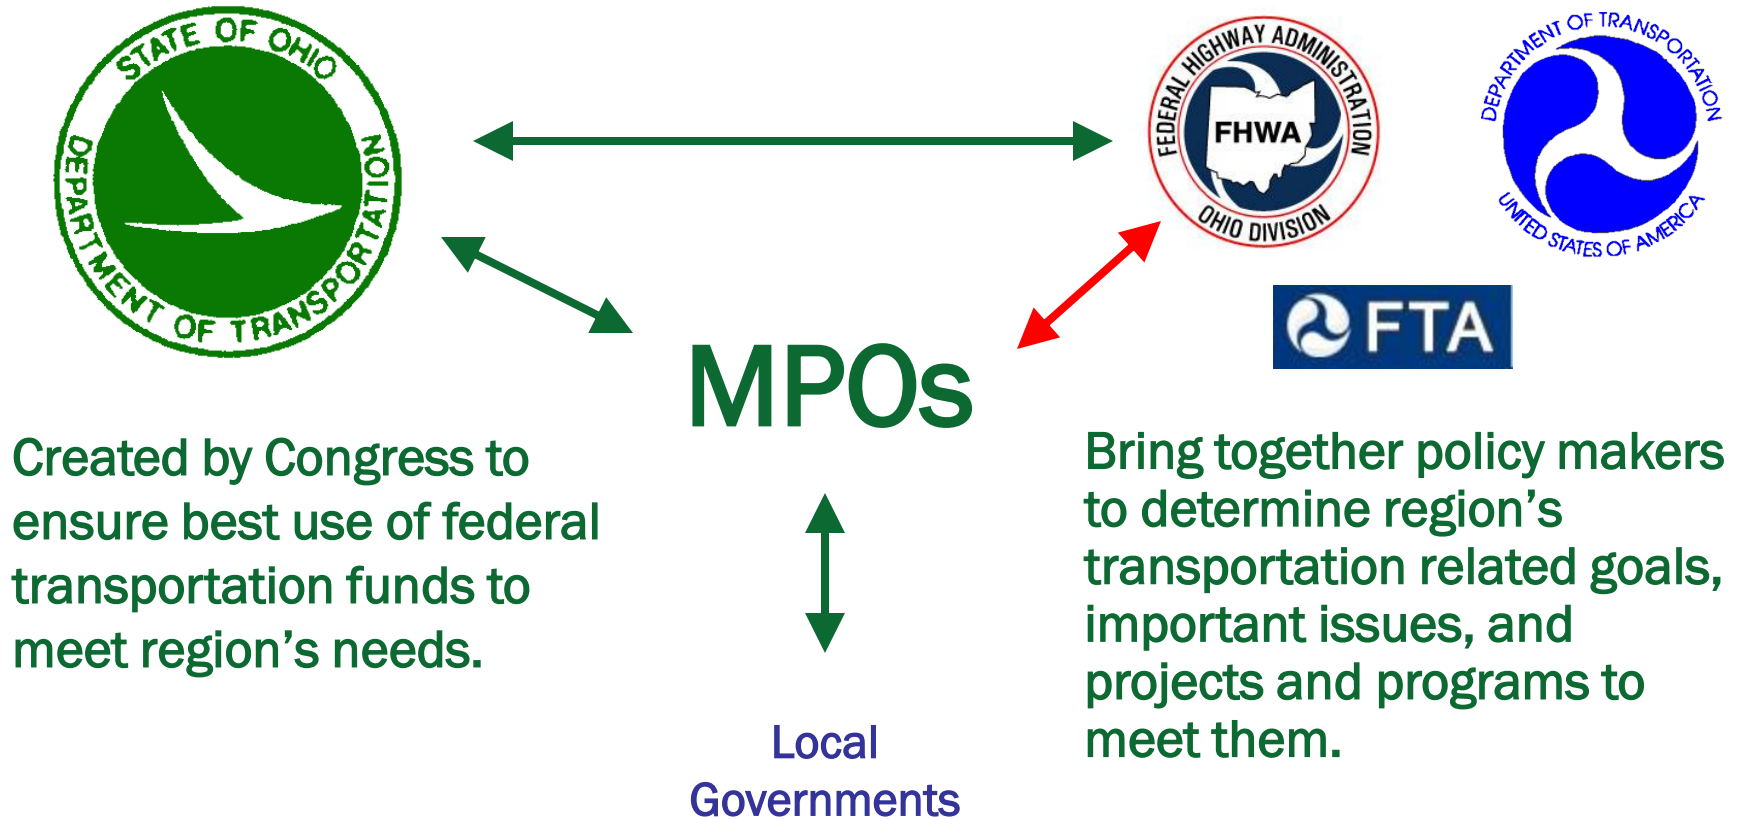 STATE OF OHIO
DEPARTMENT OF TRANSPORTATION
FEDERAL HIGHWAY ADMINISTRATION
FHWA
OHIO DIVISION
DEPARTMENT OF TRANSPORTATION
UNITED STATES OF AMERICA
FTA
MPOs
Created by Congress to
ensure best use of federal
transportation funds to
meet region’s needs.
Bring together policy makers
to determine region’s
transportation related goals,
important issues, and
projects and programs to
meet them.
Local
Governments